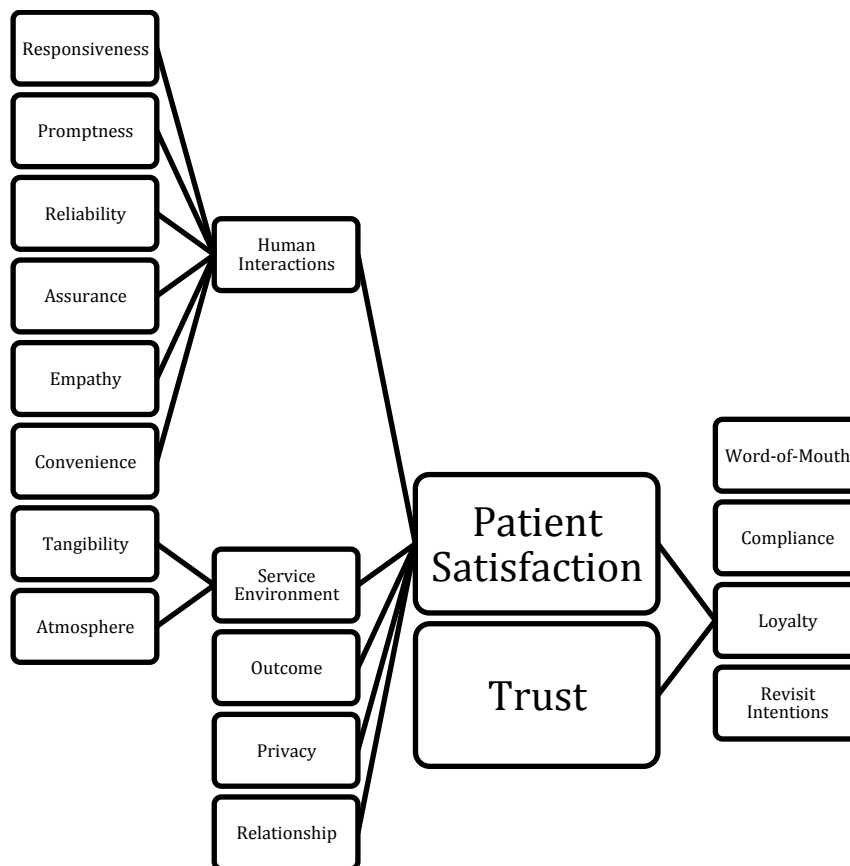 Responsiveness
Promptness
Reliability
Assurance
Empathy
Convenience
Tangibility
Atmosphere
Human
Interactions
Service
Environment
Outcome
Privacy
Relationship
Patient
Satisfaction
Trust
Word-of-Mouth
Compliance
Loyalty
Revisit
Intentions